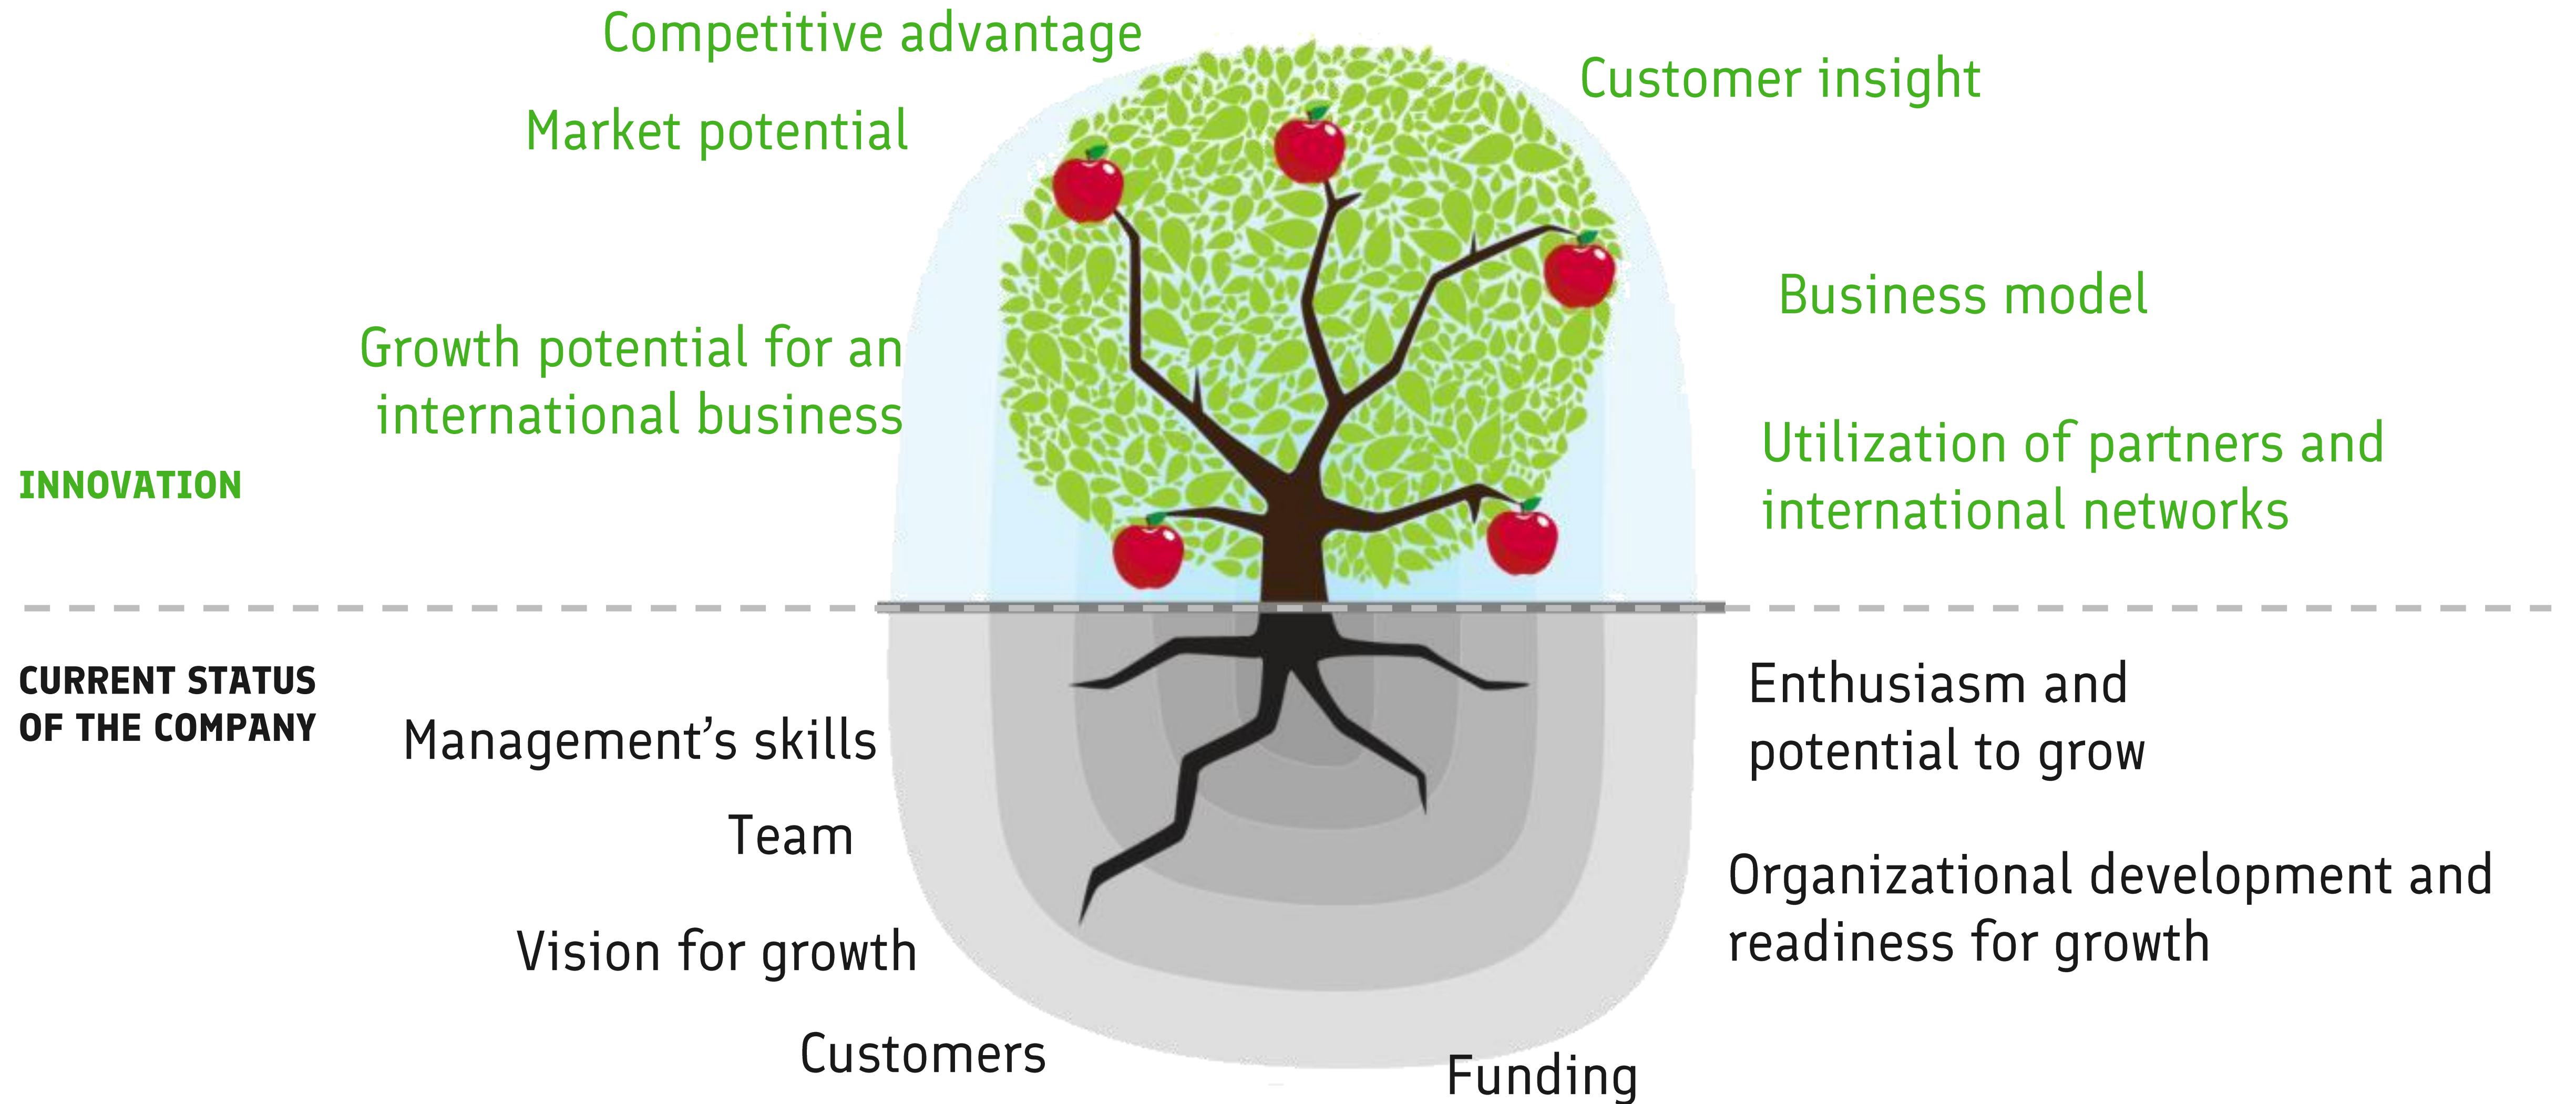 Competitive advantage
Customer insight
Market potential
Business model
Growth potential for an
international business
Utilization of partners and
international networks
INNOVATION
CURRENT STATUS
OF THE COMPANY
Enthusiasm and
potential to grow
Management’s skills
Team
Organizational development and
readiness for growth
Vision for growth
Customers
Funding